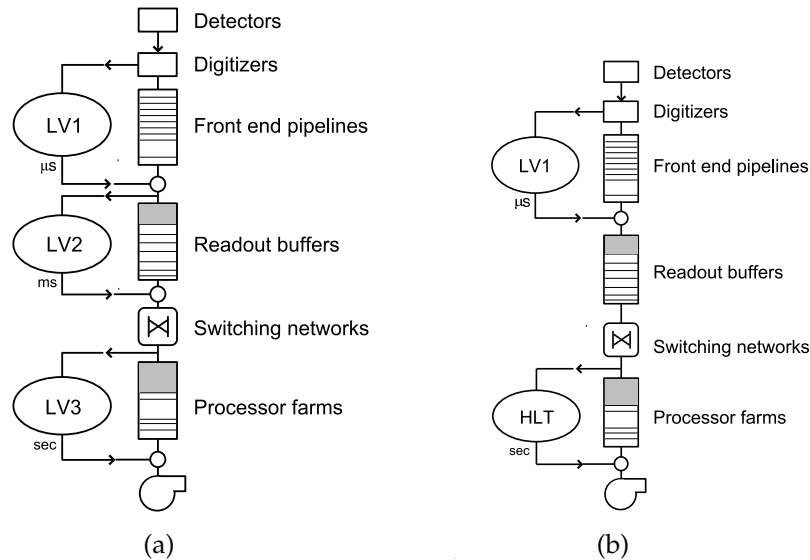 Detectors
Digitizers
LV1
Front end pipelines
μs
LV2
Readout buffers
ms
Switching networks
LV3
Processor farms
sec
(a)
Detectors
Digitizers
LV1
Front end pipelines
μs
Readout buffers
Switching networks
HLT
Processor farms
sec
(b)